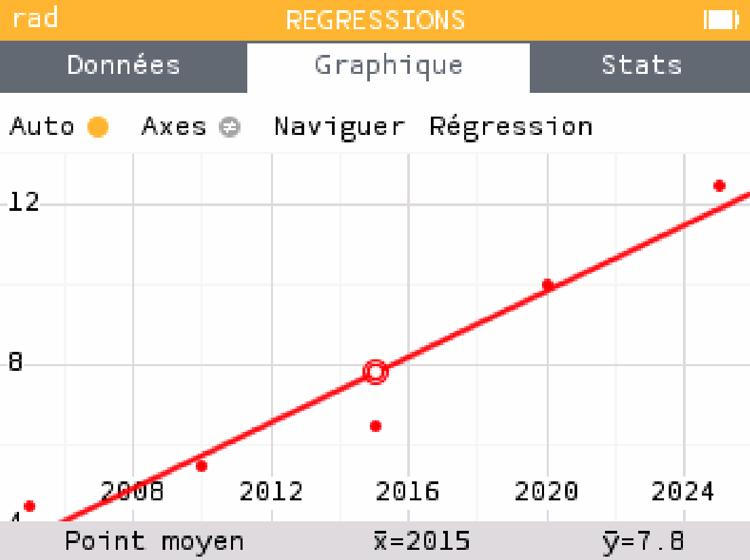 rad REGRESSIONS
Données Graphique Stats
Auto Axes Naviguer Régression
12
8
2008 2012 2016 2020 2024
4
Point moyen x̅=2015 y̅=7.8